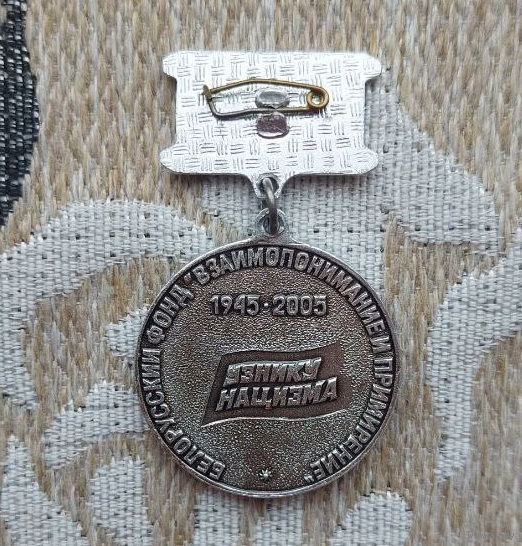 БЕЛОРУССКИЙ ФОНД "ВЗАИМОПОНИМАНИЕ И ПРИМИРЕНИЕ"
1945·2005
УЗНИКУ
НАЦИЗМА